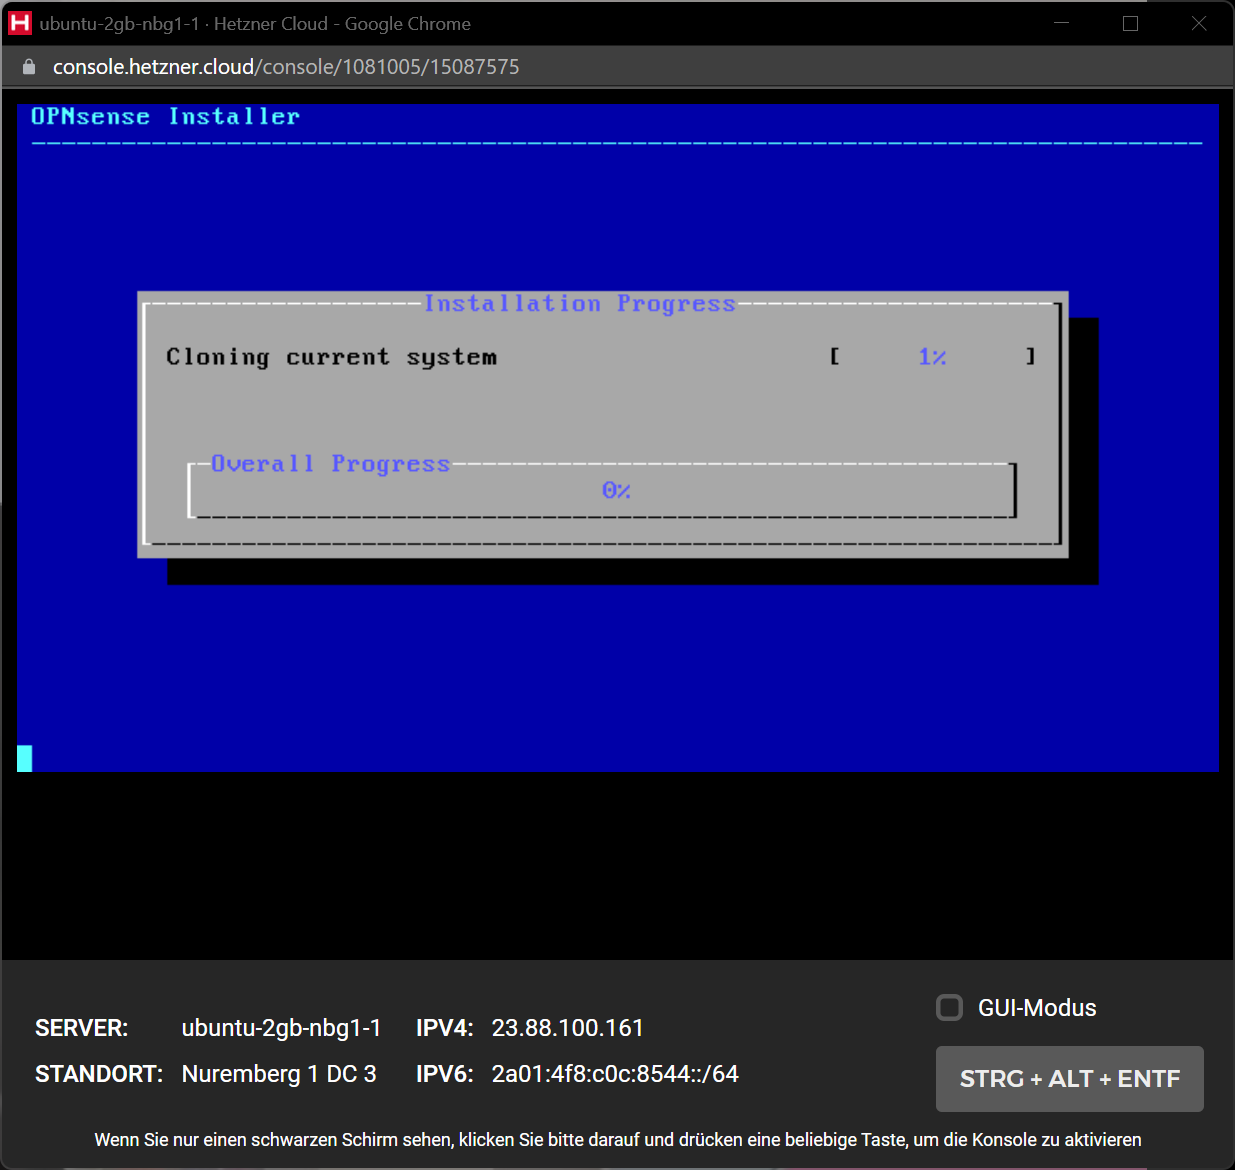 ubuntu-2gb-nbg1-1 · Hetzner Cloud - Google Chrome
console.hetzner.cloud/console/1081005/15087575
OPNsense Installer
Installation Progress
Cloning current system [ 1% ]
Overall Progress
0%
SERVER: ubuntu-2gb-nbg1-1 IPV4: 23.88.100.161
STANDORT: Nuremberg 1 DC 3 IPV6: 2a01:4f8:c0c:8544::/64
GUI-Modus
STRG + ALT + ENTF
Wenn Sie nur einen schwarzen Schirm sehen, klicken Sie bitte darauf und drücken eine beliebige Taste, um die Konsole zu aktivieren